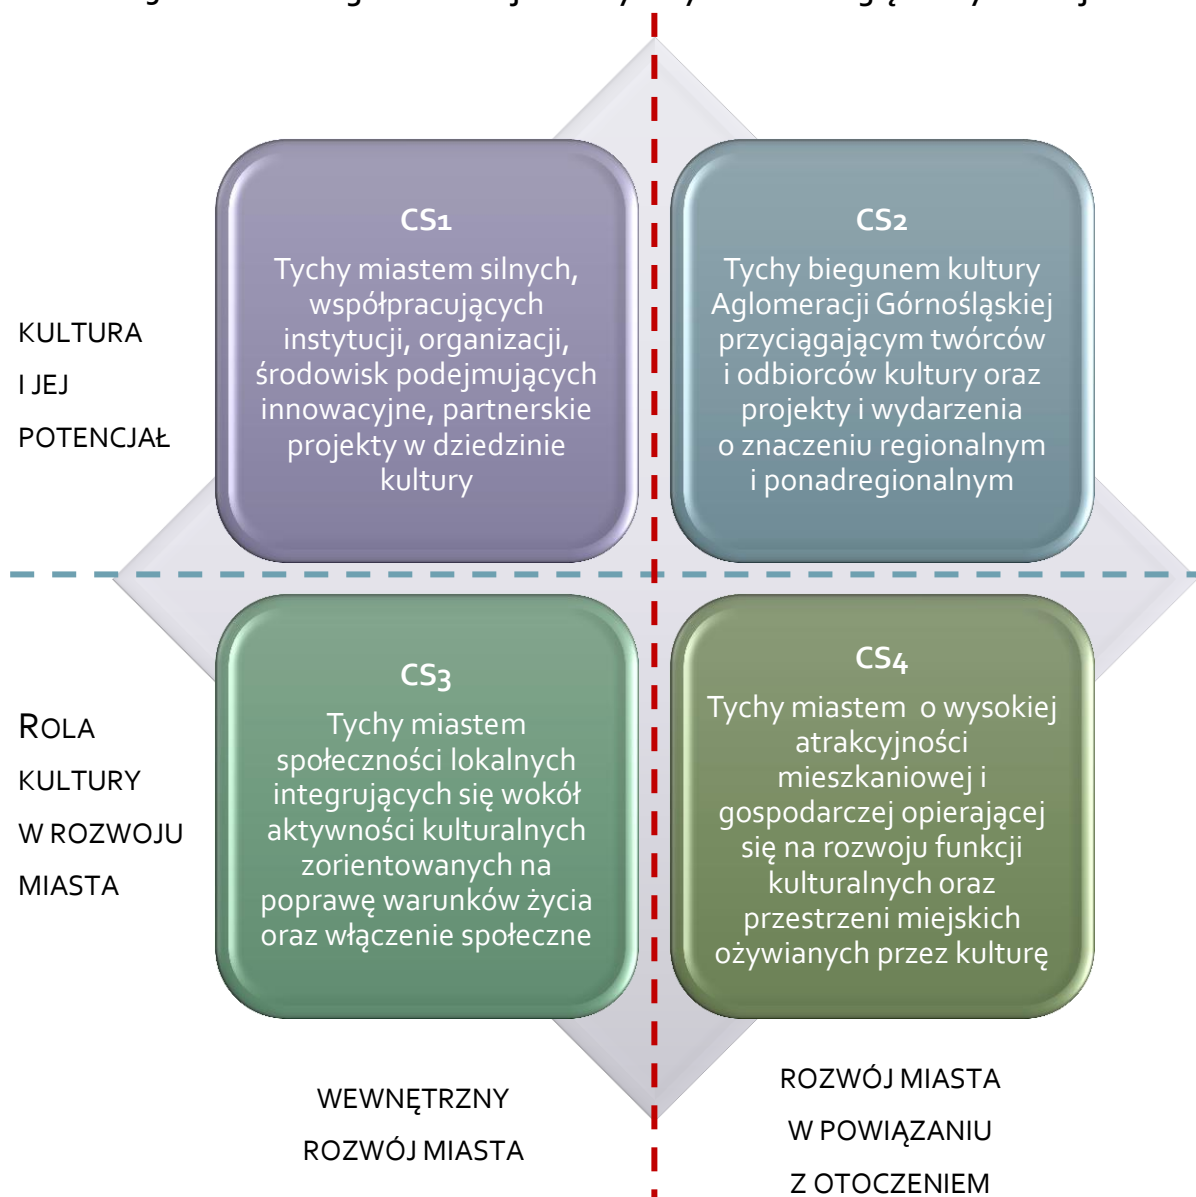 CS1
Tychy miastem silnych,
współpracujących
instytucji, organizacji,
środowisk podejmujących
innowacyjne, partnerskie
projekty w dziedzinie
kultury
CS2
Tychy biegunem kultury
Aglomeracji Górnośląskiej
przyciągającym twórców
i odbiorców kultury oraz
projekty i wydarzenia
o znaczeniu regionalnym
i ponadregionalnym
KULTURA
I JEJ
POTENCJAŁ
CS3
Tychy miastem
społeczności lokalnych
integrujących się wokół
aktywności kulturalnych
zorientowanych na
poprawę warunków życia
oraz włączenie społeczne
CS4
Tychy miastem o wysokiej
atrakcyjności
mieszkaniowej i
gospodarczej opierającej
się na rozwoju funkcji
kulturalnych oraz
przestrzeni miejskich
ożywianych przez kulturę
ROLA
KULTURY
W ROZWOJU
MIASTA
WEWNĘTRZNY
ROZWÓJ MIASTA
ROZWÓJ MIASTA
W POWIĄZANIU
Z OTOCZENIEM